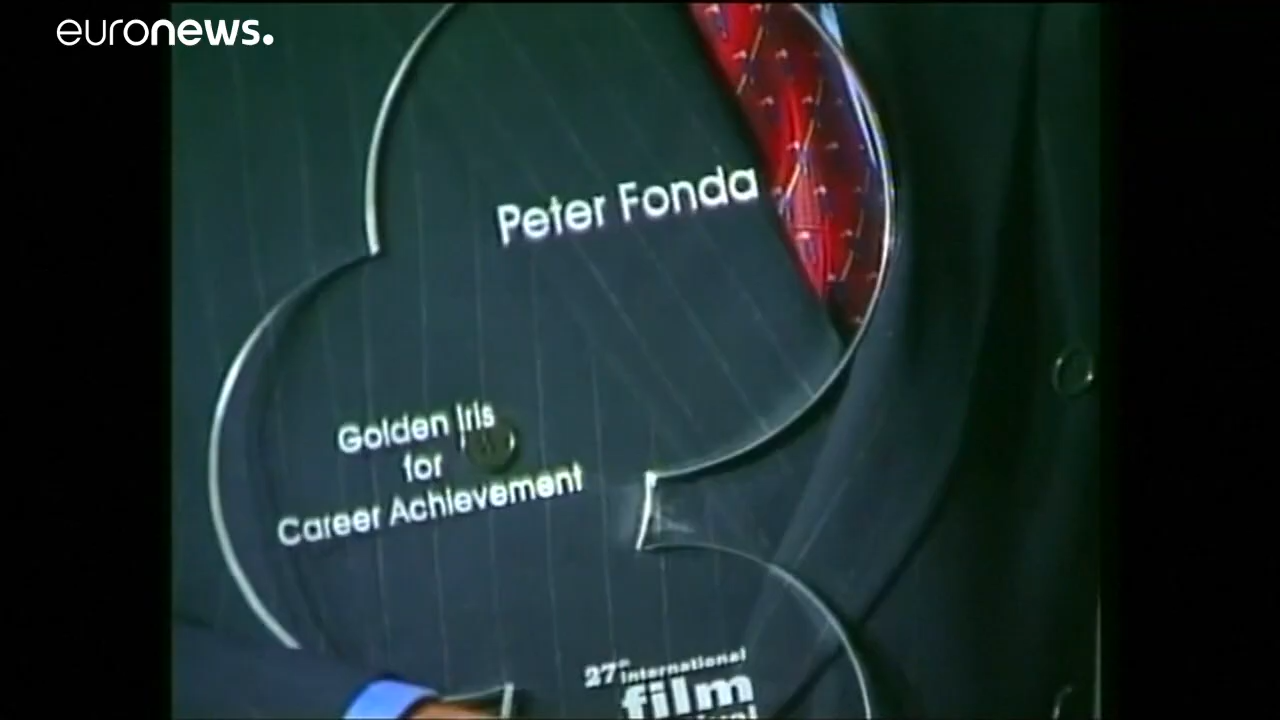 euronews.
Peter Fonda
Golden Iris
for
Career Achievement
27th International
film